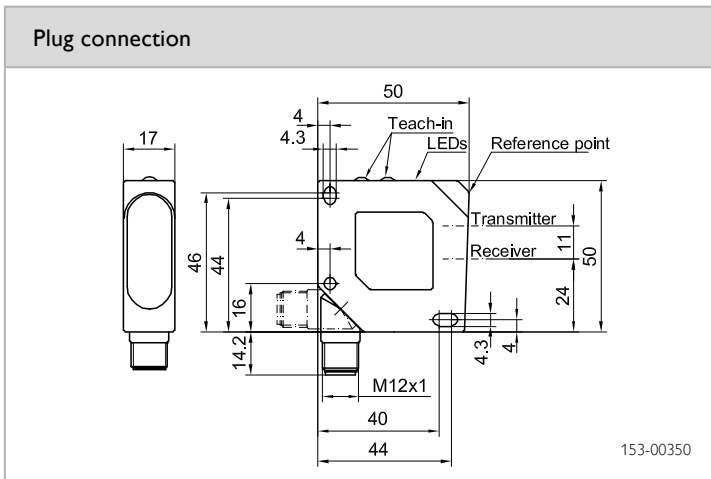 Plug connection
50
4
Teach-in
17
4.3
LEDs
Reference point
Transmitter
4
Receiver
11
50
46
44
16
24
14.2
4.3
4
M12x1
40
44
153-00350